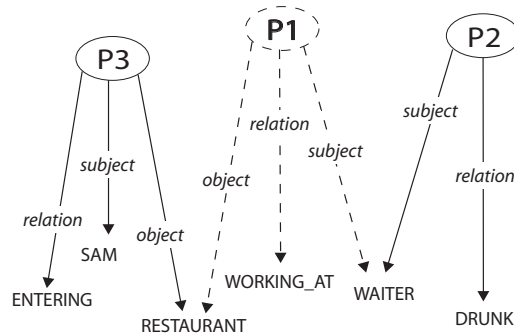 P1
P2
P3
relation
subject
subject
subject
relation
object
relation
object
SAM
WORKING_AT
WAITER
ENTERING
RESTAURANT
DRUNK